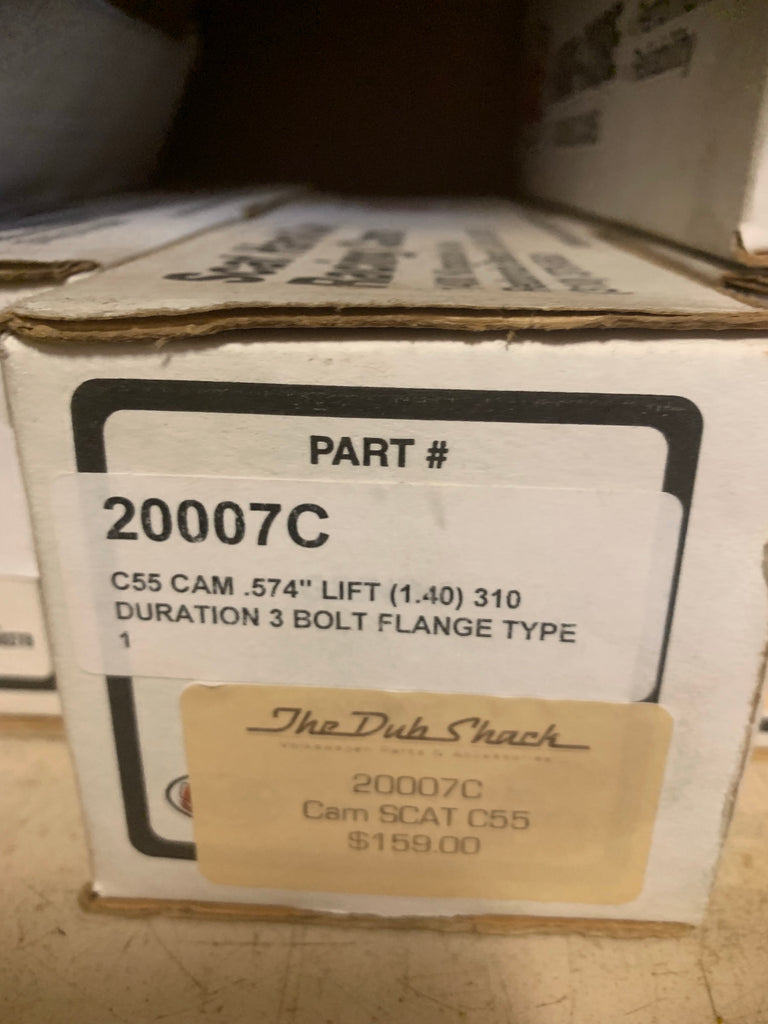 PART #
20007C
C55 CAM .574" LIFT (1.40) 310
DURATION 3 BOLT FLANGE TYPE
1
The Dub Shack
20007C
Cam SCAT C55
$159.00